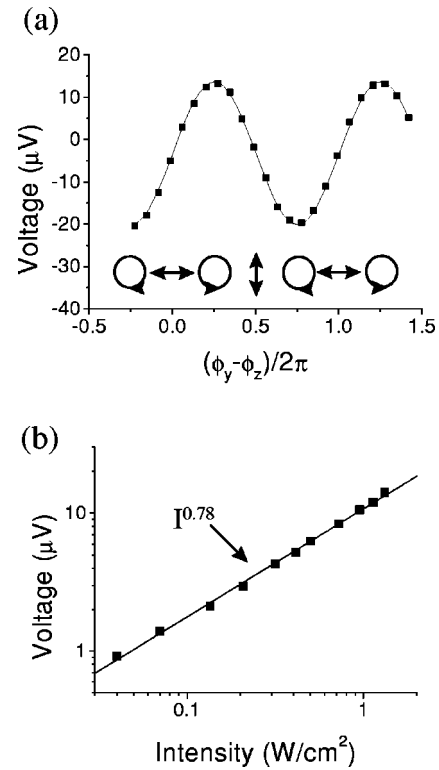 (a)
20
10
0
-10
-20
-30
-40
Voltage (μV)
-0.5 0.0 0.5 1.0 1.5
(ϕy-ϕz)/2π
(b)
10
1
Voltage (μV)
I0.78
0.1 1
Intensity (W/cm2)